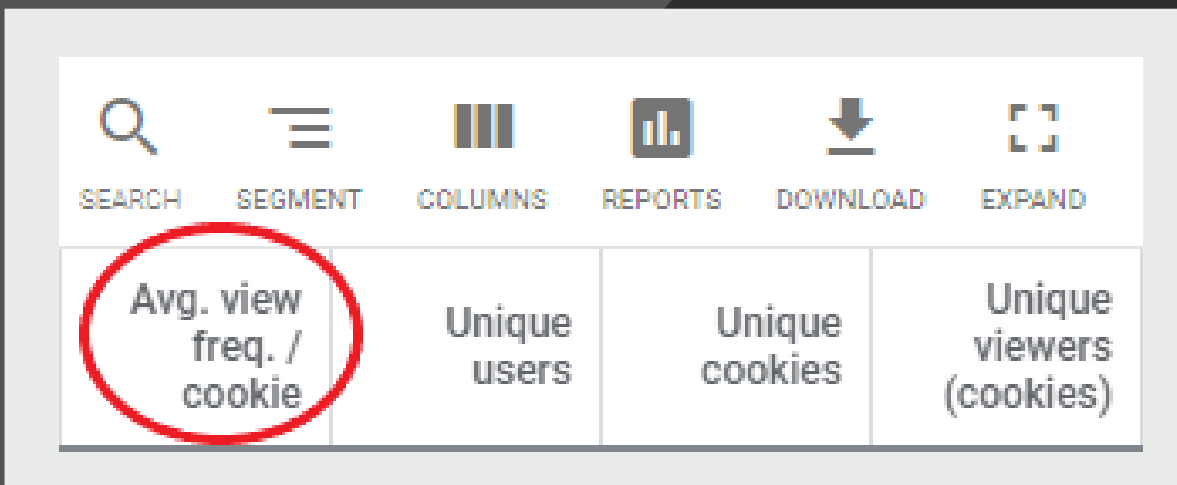 SEARCH SEGMENT COLUMNS REPORTS DOWNLOAD EXPAND
Avg. view
freq. /
cookie
Unique
users
Unique
cookies
Unique
viewers
(cookies)